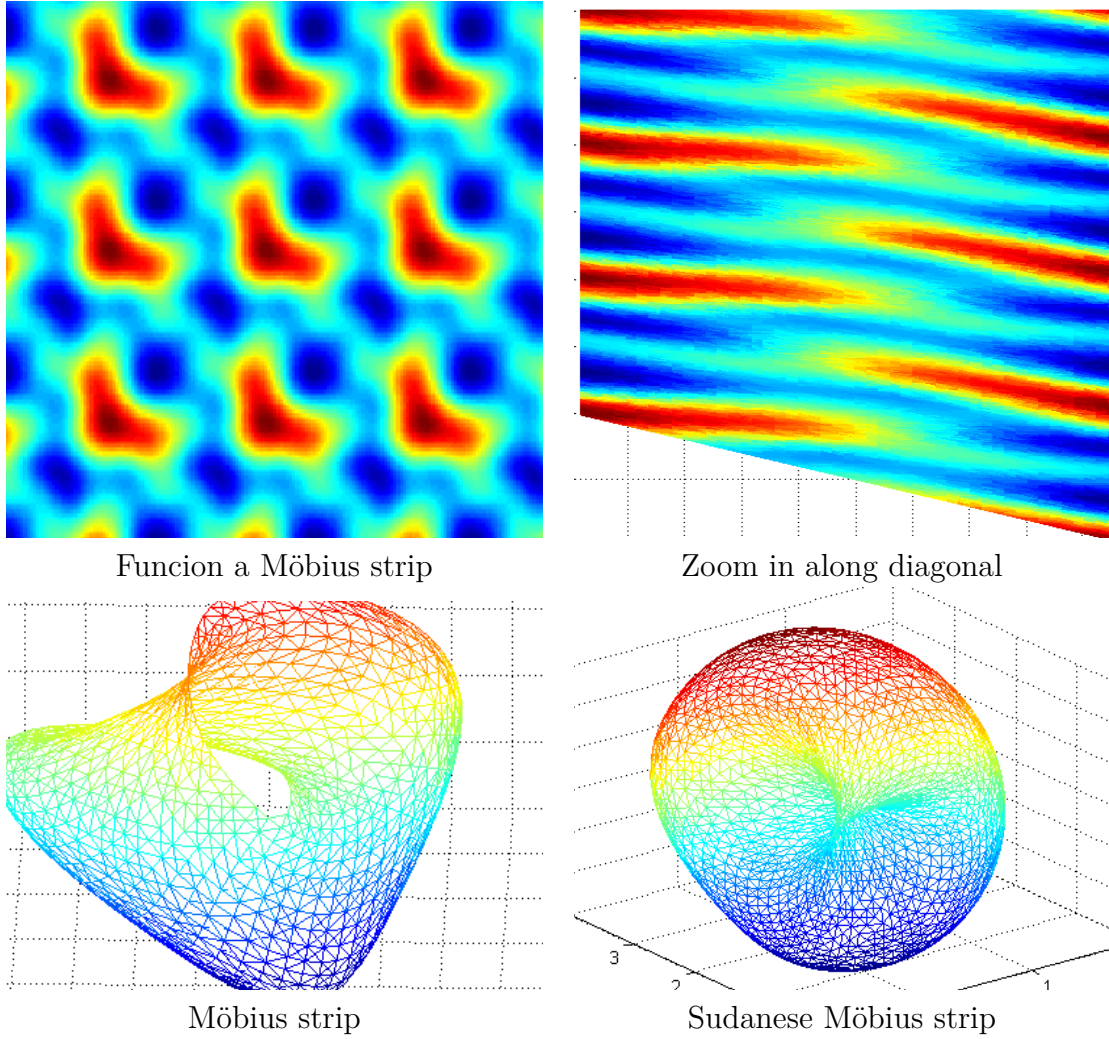 Funcion a Möbius strip
Zoom in along diagonal
3
2
1
Möbius strip
Sudanese Möbius strip